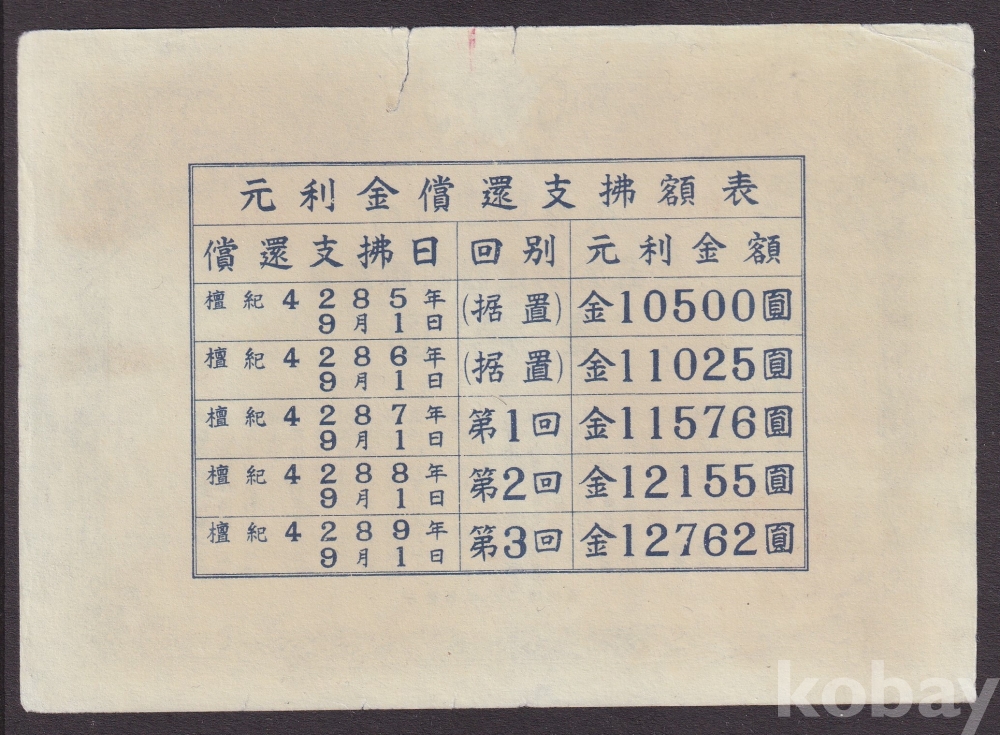 元利金償還支拂額表
償還支拂日 回別 元利金額
檀紀4285年9月1日 (据置) 金10500圓
檀紀4286年9月1日 (据置) 金11025圓
檀紀4287年9月1日 第1回 金11576圓
檀紀4288年9月1日 第2回 金12155圓
檀紀4289年9月1日 第3回 金12762圓
kobay